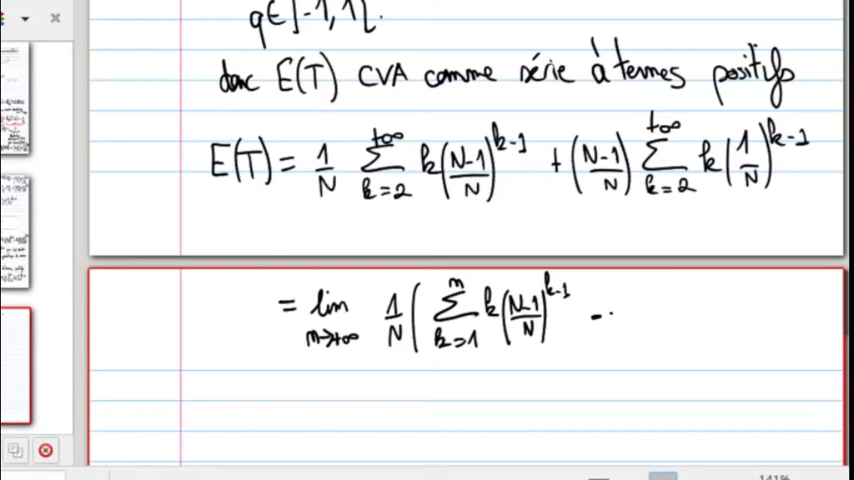 q∈]-1,1[.
donc E(T) CVA comme série à termes positifs
E(T) = 1/N ∑_{k=2}^{+∞} k((N-1)/N)^{k-1} + ((N-1)/N) ∑_{k=2}^{+∞} k(1/N)^{k-1}
= lim_{n→+∞} 1/N ( ∑_{k=1}^{n} k((N-1)/N)^{k-1} -
141%